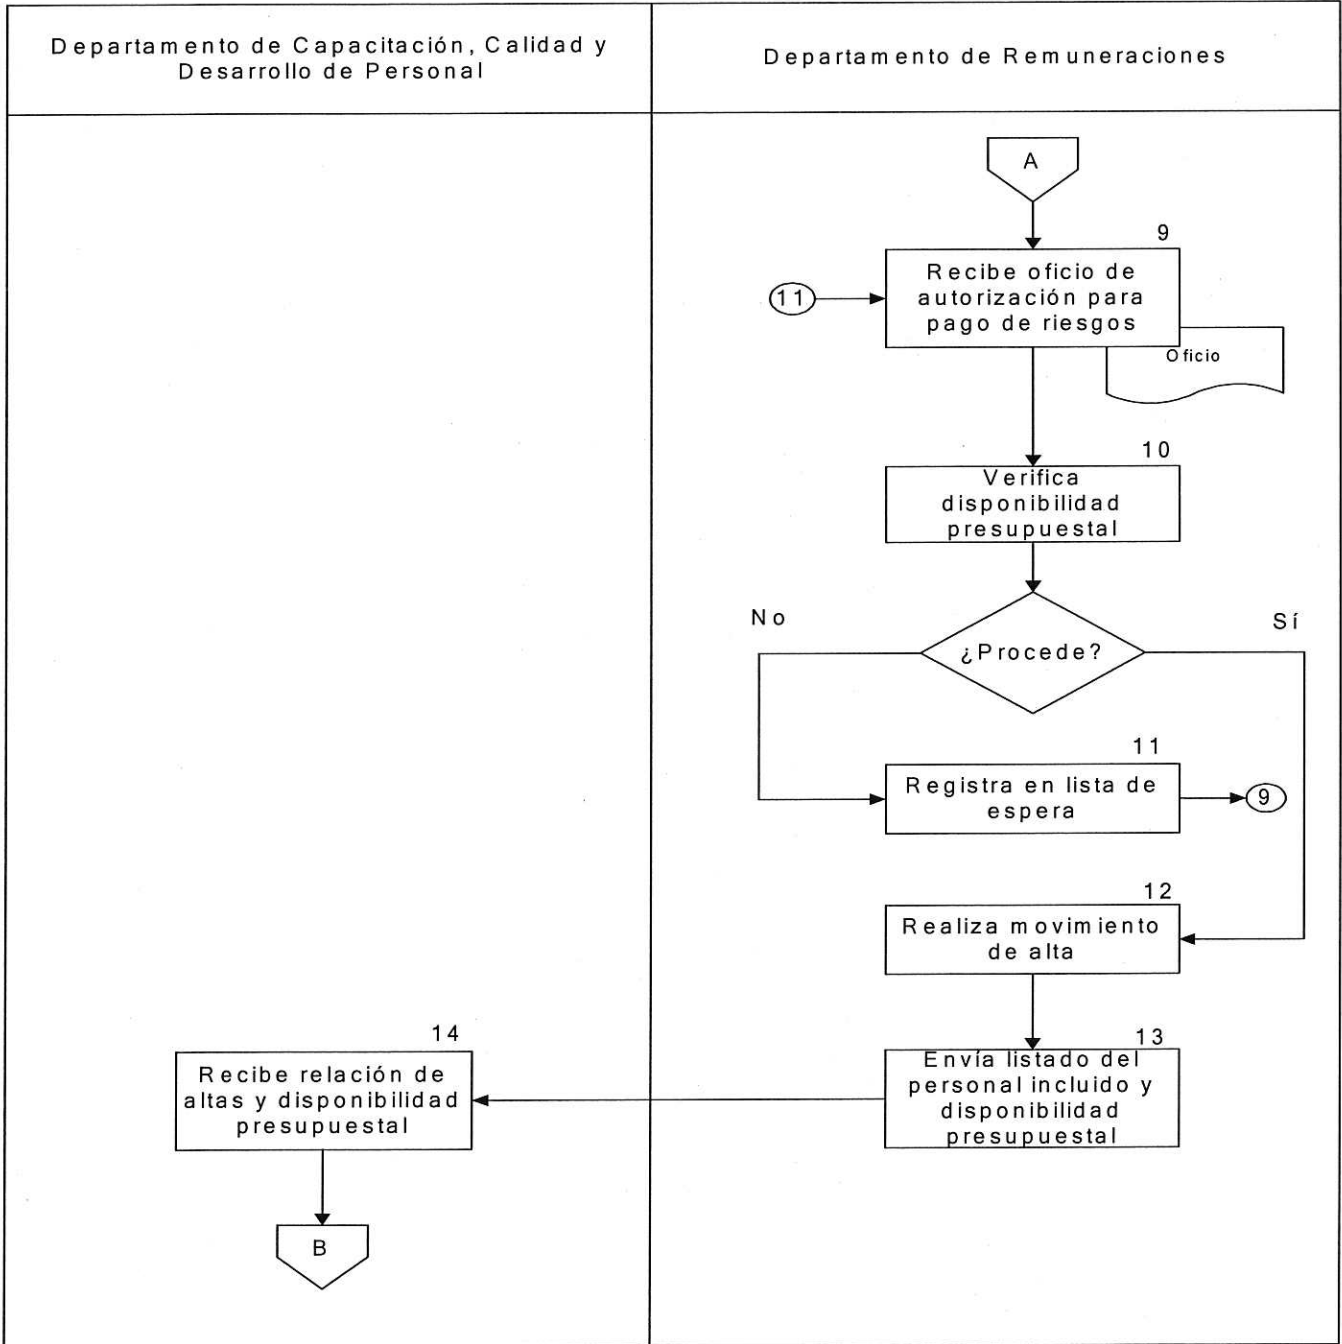 Departamento de Capacitación, Calidad y
Desarrollo de Personal
Departamento de Remuneraciones
A
9
Recibe oficio de
autorización para
pago de riesgos
11
Oficio
10
Verifica
disponibilidad
presupuestal
No
Sí
¿Procede?
11
Registra en lista de
espera
9
12
Realiza movimiento
de alta
13
Envía listado del
personal incluido y
disponibilidad
presupuestal
14
Recibe relación de
altas y disponibilidad
presupuestal
B